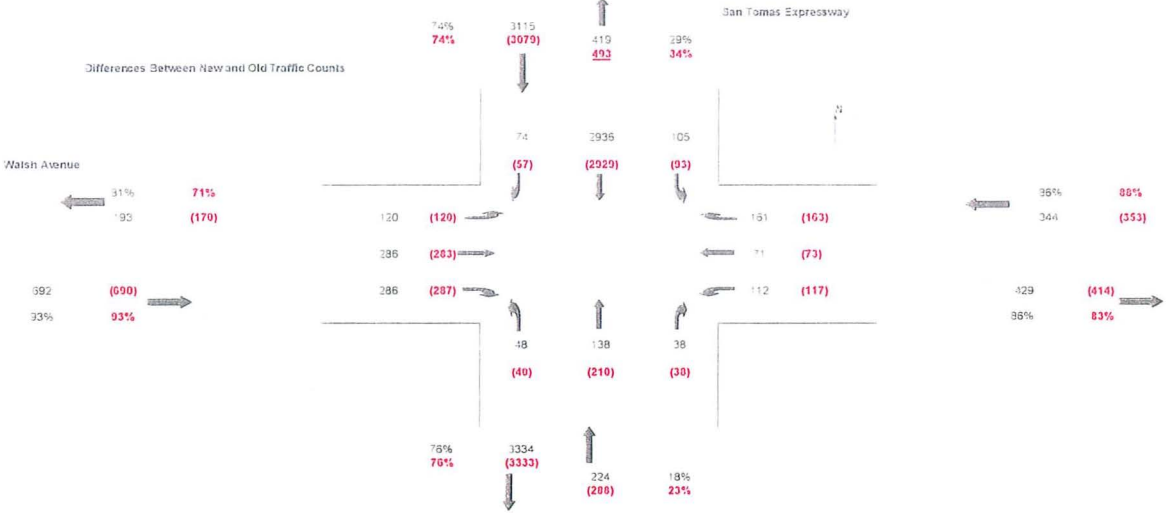 San Tomas Expressway
74% 3115
74% (3079)
419 29%
493 34%
Differences Between New and Old Traffic Counts
N
74 2936 105
(57) (2929) (93)
Walsh Avenue
81% 71%
193 (170)
120 (120)
161 (163)
86% 88%
344 (353)
286 (283)
71 (73)
692 (690)
93% 93%
286 (287)
112 (117)
429 (414)
86% 83%
48 138 38
(40) (210) (38)
76% 3334
76% (3333)
224 18%
(288) 23%